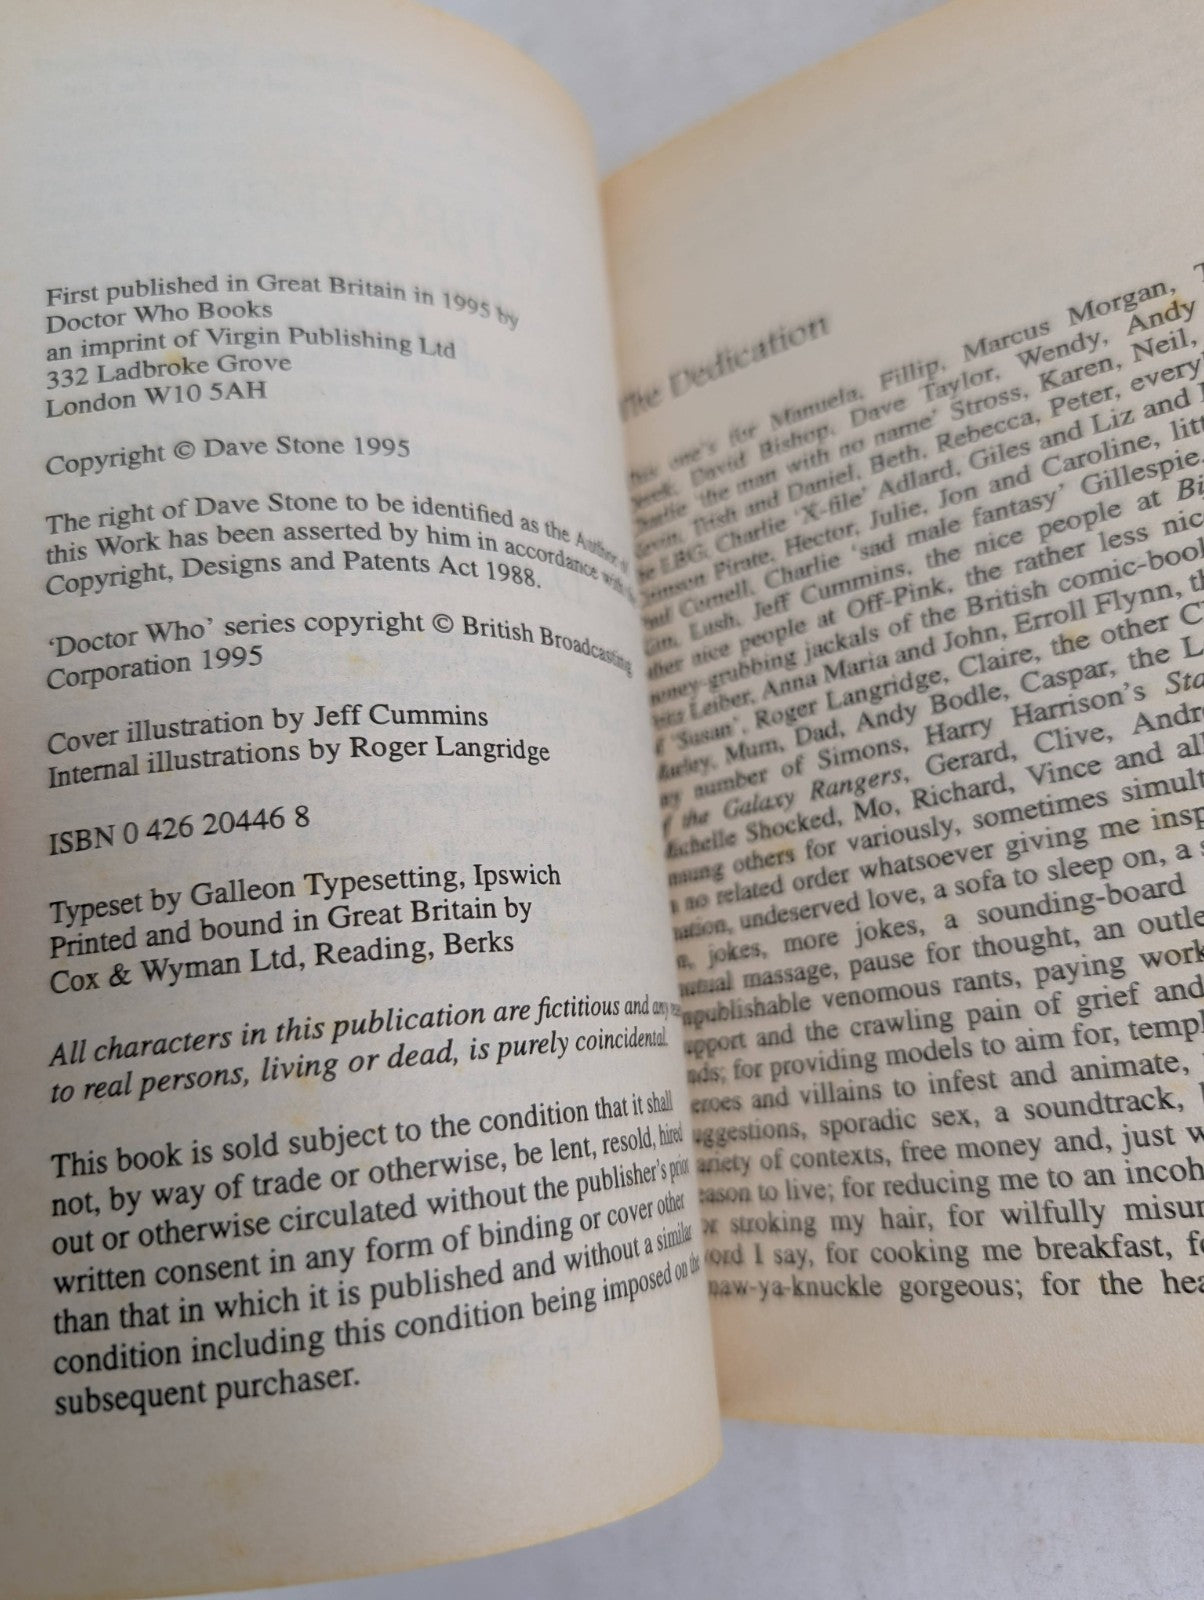 First published in Great Britain in 1995 by
Doctor Who Books
an imprint of Virgin Publishing Ltd
332 Ladbroke Grove
London W10 5AH
Copyright © Dave Stone 1995
The right of Dave Stone to be identified as the Author of
this Work has been asserted by him in accordance with
Copyright, Designs and Patents Act 1988.
'Doctor Who' series copyright © British Broadcasting
Corporation 1995
Cover illustration by Jeff Cummins
Internal illustrations by Roger Langridge
ISBN 0 426 20446 8
Typeset by Galleon Typesetting, Ipswich
Printed and bound in Great Britain by
Cox & Wyman Ltd, Reading, Berks
All characters in this publication are fictitious and any
to real persons, living or dead, is purely coincidental.
This book is sold subject to the condition that it shall
not, by way of trade or otherwise, be lent, resold, hired
out or otherwise circulated without the publisher's prior
written consent in any form of binding or cover other
than that in which it is published and without a similar
condition including this condition being imposed on the
subsequent purchaser.
The Dedication
one's for Manuela, Fillip, Marcus Morgan,
David Bishop, Dave Taylor, Wendy, Andy
Charlie 'the man with no name' Stross, Karen, Neil,
Trish and Daniel, Beth, Rebecca, Peter,
Charlie 'X-file' Adlard, Giles and Liz and
Pirate, Hector, Julie, Jon and Caroline,
Cornell, Charlie 'sad male fantasy' Gillespie,
Lush, Jeff Cummins, the nice people at
nice people at Off-Pink, the rather less
jackals of the British comic-book
Leiber, Anna Maria and John, Erroll Flynn,
'Susan', Roger Langridge, Claire, the other
Mum, Dad, Andy Bodle, Caspar, the
number of Simons, Harry Harrison's
the Galaxy Rangers, Gerard, Clive,
Shocked, Mo, Richard, Vince and
others for variously, sometimes
no related order whatsoever giving me
undeserved love, a sofa to sleep on, a
jokes, more jokes, a sounding-board
massage, pause for thought, an
venomous rants, paying
and the crawling pain of grief and
for providing models to aim for,
and villains to infest and animate,
sporadic sex, a soundtrack,
of contexts, free money and, just
to live; for reducing me to an
stroking my hair, for wilfully
I say, for cooking me breakfast,
gorgeous; for the